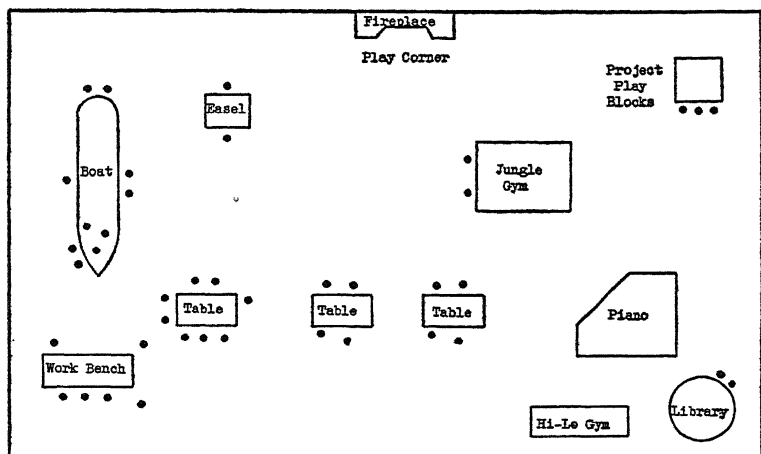 Fireplace
Play Corner
Project
Play
Blocks
Easel
Boat
Jungle
Gym
Table
Table
Table
Piano
Work Bench
Library
Hi-Lo Gym